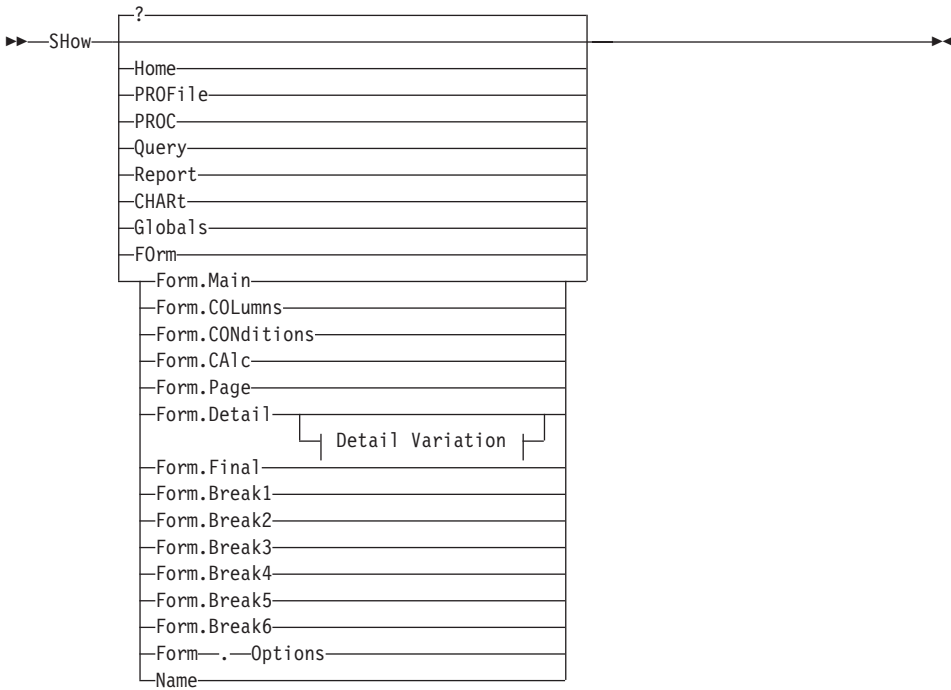 ?
SHow
Home
PROFile
PROC
Query
Report
CHARt
Globals
FOrm
Form.Main
Form.COLumns
Form.CONditions
Form.CAlc
Form.Page
Form.Detail
Detail Variation
Form.Final
Form.Break1
Form.Break2
Form.Break3
Form.Break4
Form.Break5
Form.Break6
Form . Options
Name